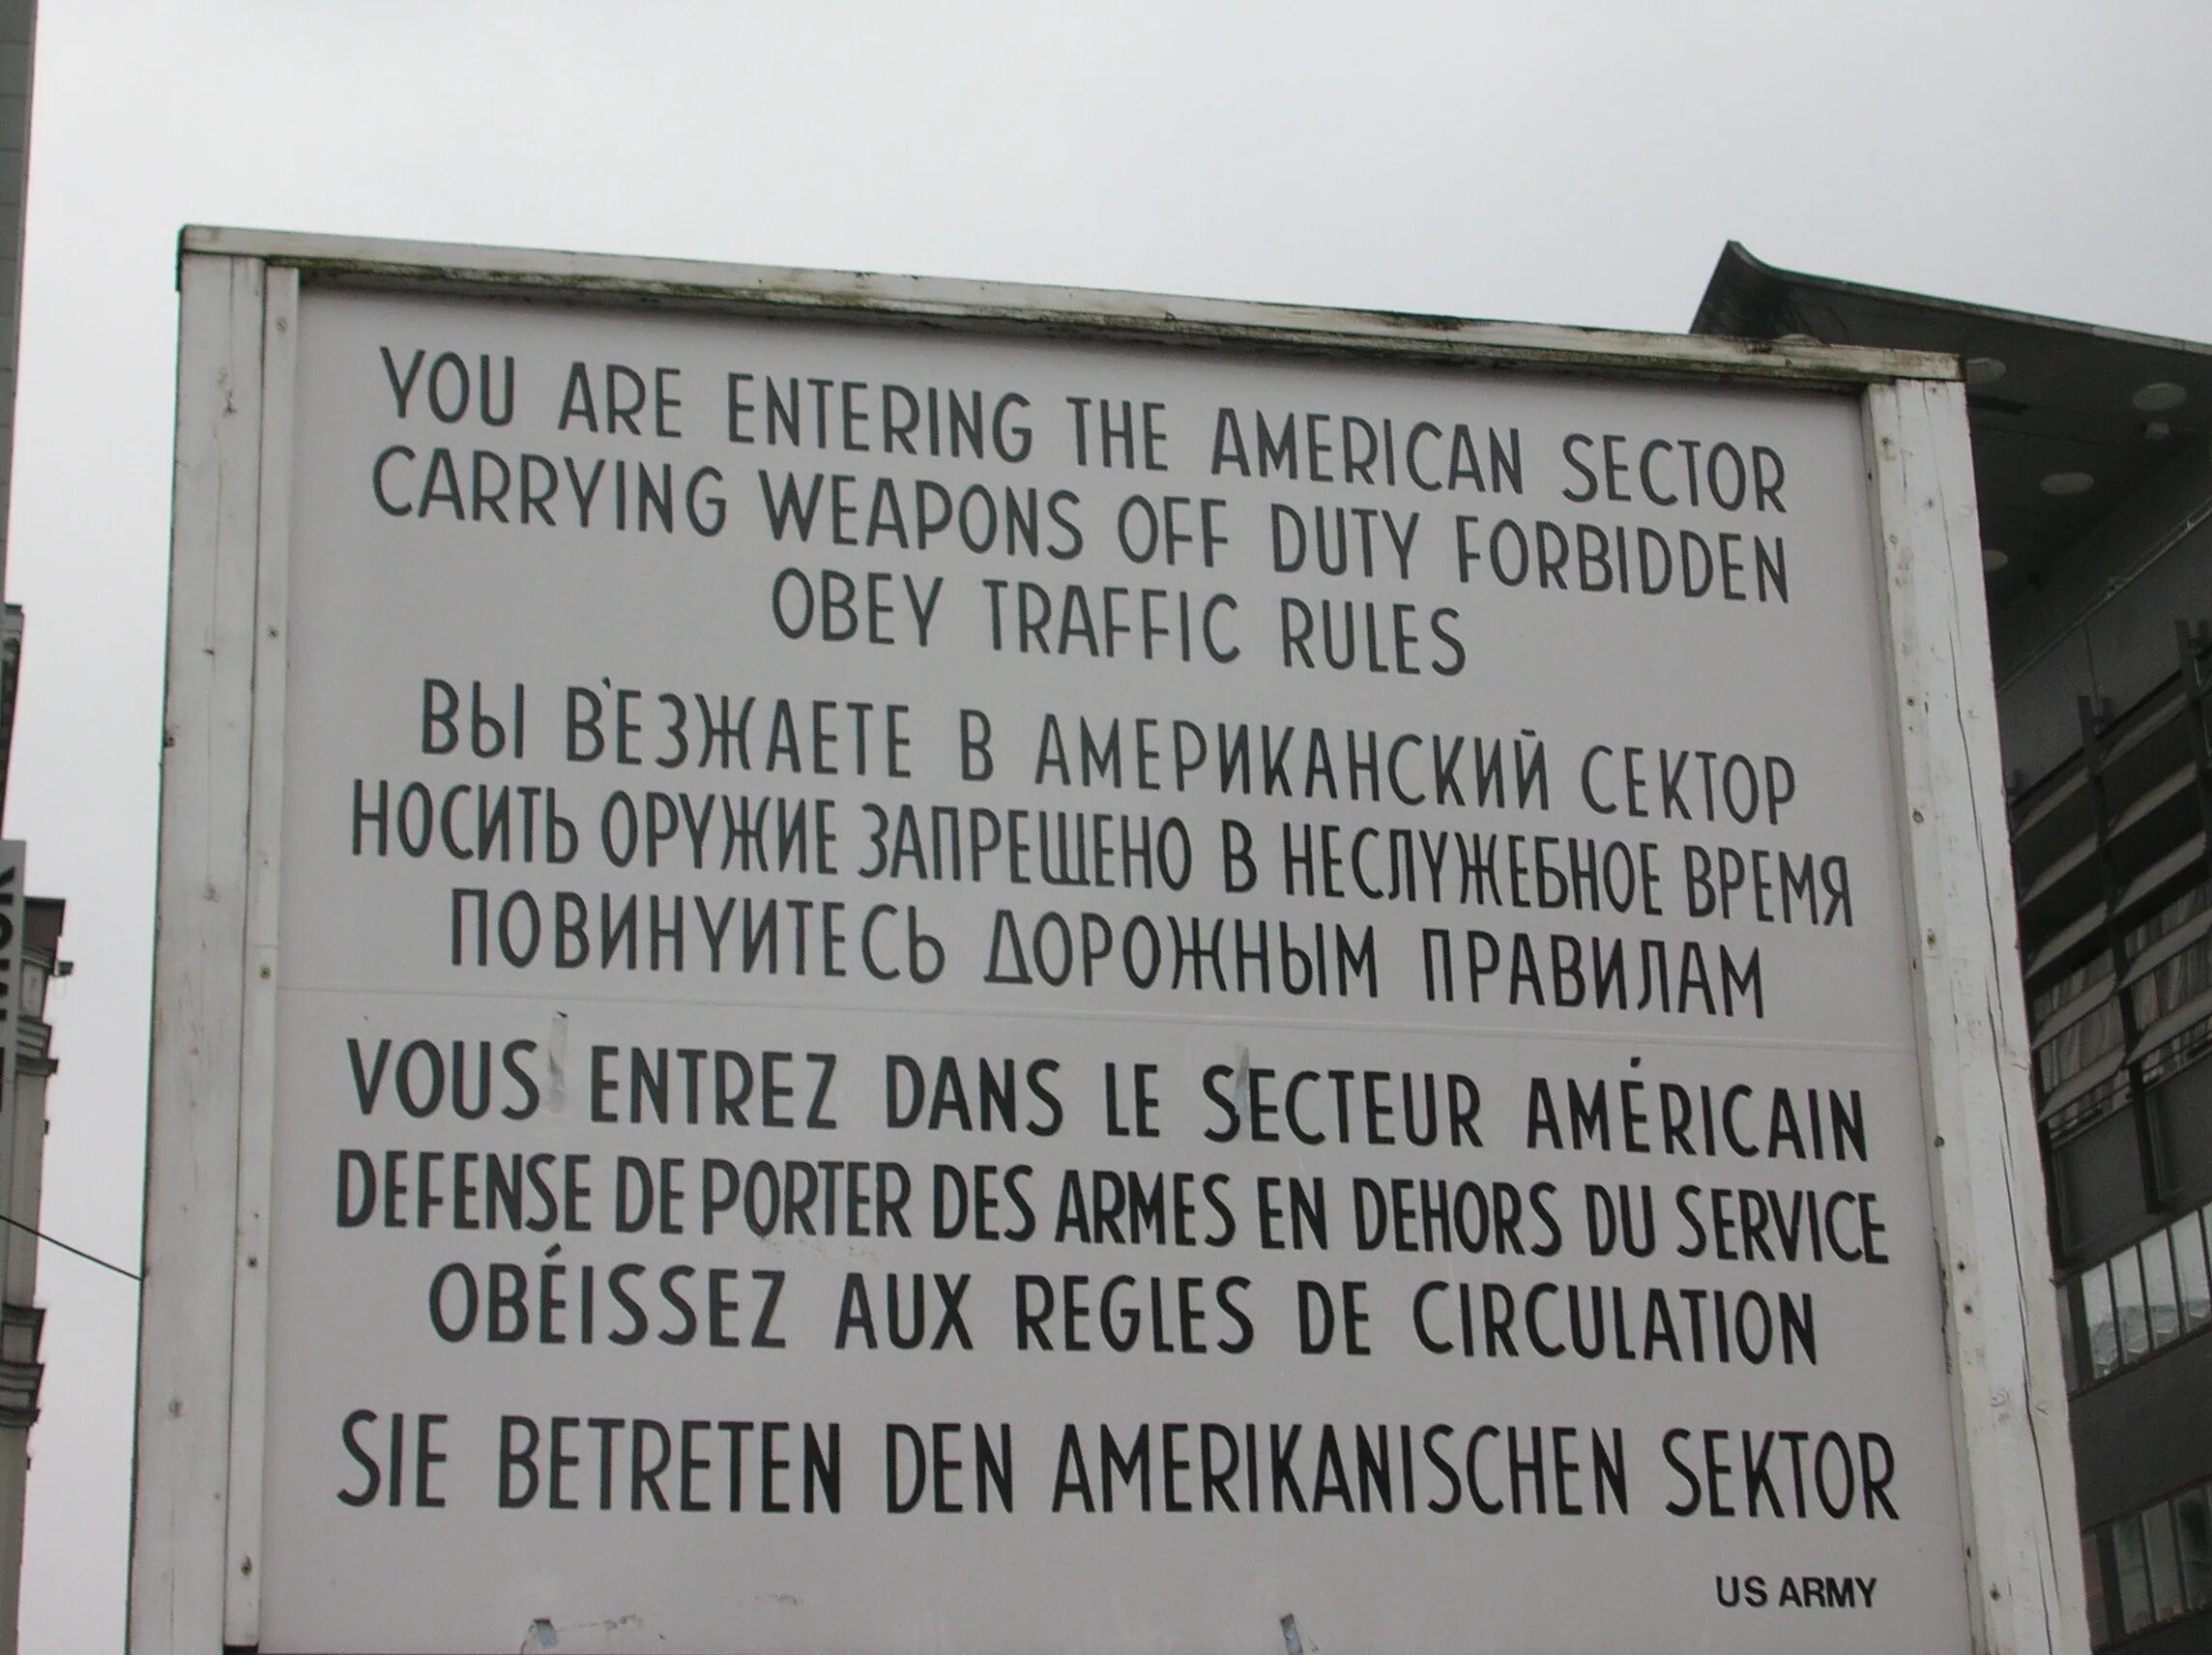 YOU ARE ENTERING THE AMERICAN SECTOR
CARRYING WEAPONS OFF DUTY FORBIDDEN
OBEY TRAFFIC RULES
ВЫ В'ЕЗЖАЕТЕ В АМЕРИКАНСКИЙ СЕКТОР
НОСИТЬ ОРУЖИЕ ЗАПРЕЩЕНО В НЕСЛУЖЕБНОЕ ВРЕМЯ
ПОВИНУИТЕСЬ ДОРОЖНЫМ ПРАВИЛАМ
VOUS ENTREZ DANS LE SECTEUR AMÉRICAIN
DEFENSE DE PORTER DES ARMES EN DEHORS DU SERVICE
OBÉISSEZ AUX REGLES DE CIRCULATION
SIE BETRETEN DEN AMERIKANISCHEN SEKTOR
US ARMY